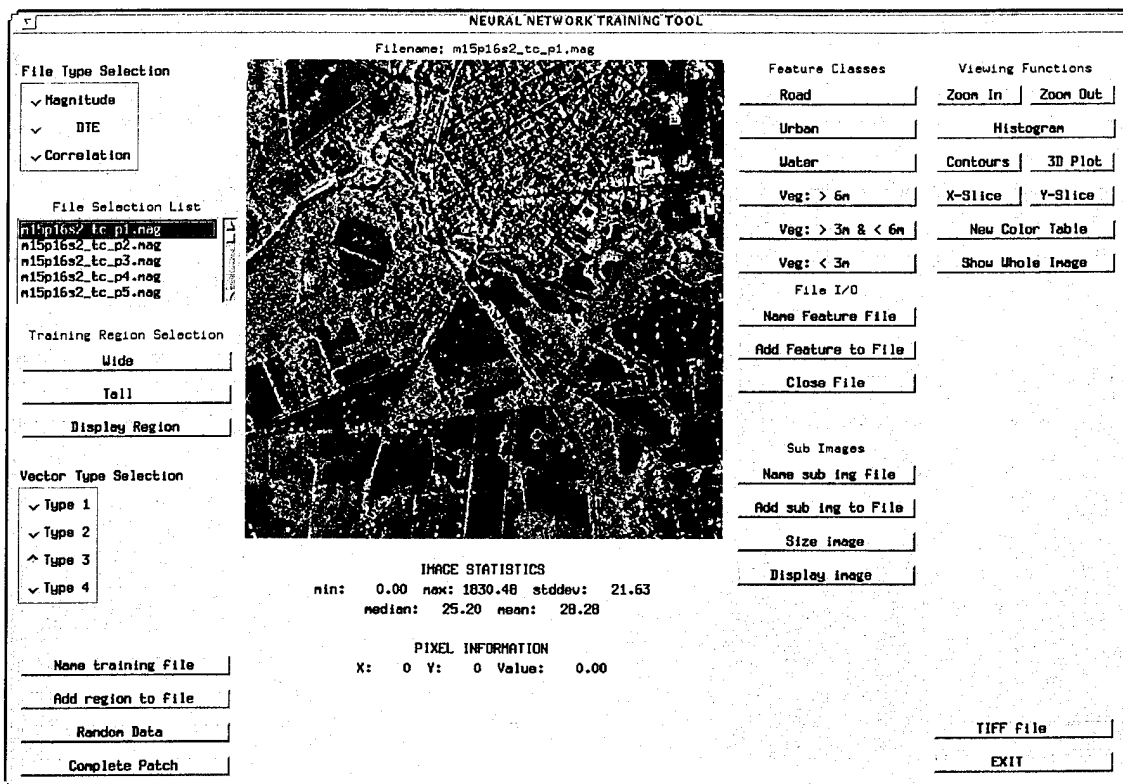 NEURAL NETWORK TRAINING TOOL
Filename: m15p16s2_tc_p1.mag
File Type Selection
Magnitude
DTE
Correlation
File Selection List
m15p16s2_tc_p1.mag
m15p16s2_tc_p2.mag
m15p16s2_tc_p3.mag
m15p16s2_tc_p4.mag
m15p16s2_tc_p5.mag
Training Region Selection
Wide
Tall
Display Region
Vector Type Selection
Type 1
Type 2
Type 3
Type 4
Name training file
Add region to file
Random Data
Complete Patch
IMAGE STATISTICS
min: 0.00 max: 1830.48 stddev: 21.63
median: 25.20 mean: 28.28
PIXEL INFORMATION
X: 0 Y: 0 Value: 0.00
Feature Classes
Road
Urban
Water
Veg: > 6m
Veg: > 3m & < 6m
Veg: < 3m
File I/O
Name Feature File
Add Feature to File
Close File
Sub Images
Name sub img file
Add sub img to File
Size image
Display image
Viewing Functions
Zoom In Zoom Out
Histogram
Contours 3D Plot
X-Slice Y-Slice
New Color Table
Show Whole Image
TIFF file
EXIT